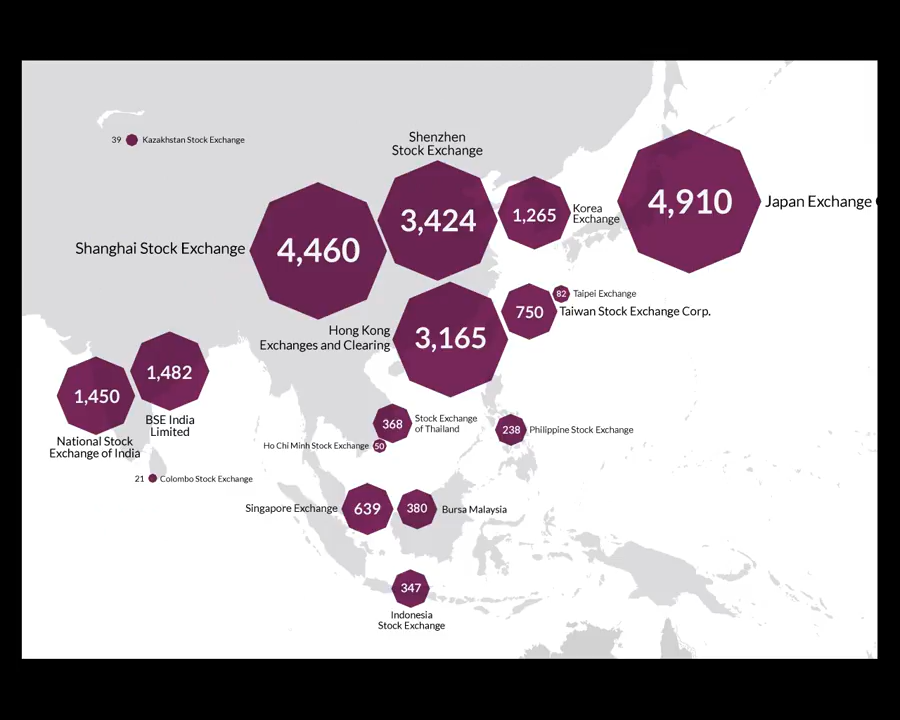 39 Kazakhstan Stock Exchange
Shenzhen
Stock Exchange
4,910
Japan Exchange
3,424
1,265
Korea
Exchange
Shanghai Stock Exchange
4,460
82 Taipei Exchange
750
Taiwan Stock Exchange Corp.
Hong Kong
Exchanges and Clearing
3,165
1,482
BSE India
Limited
1,450
National Stock
Exchange of India
368
Stock Exchange
of Thailand
238 Philippine Stock Exchange
Ho Chi Minh Stock Exchange 50
21 Colombo Stock Exchange
Singapore Exchange 639
380 Bursa Malaysia
347
Indonesia
Stock Exchange